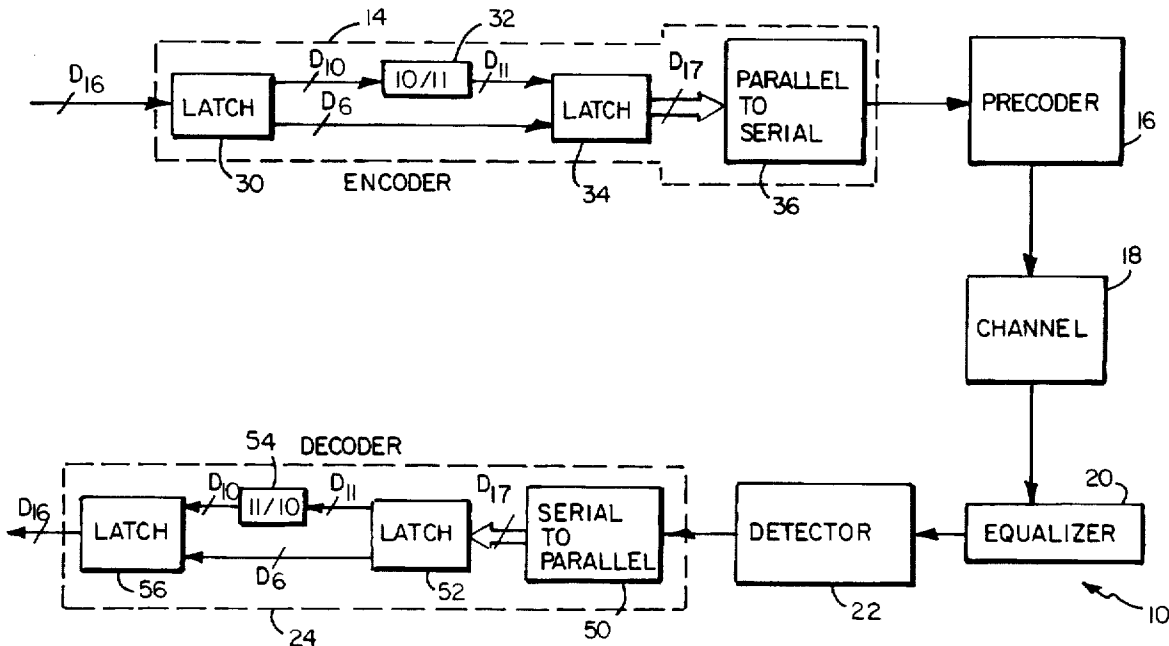 14
32
D16
LATCH
D10
10/11
D11
D6
LATCH
D17
PARALLEL
TO
SERIAL
PRECODER
16
30
ENCODER
34
36
18
CHANNEL
54
DECODER
D16
LATCH
D10
11/10
D11
D6
LATCH
D17
SERIAL
TO
PARALLEL
DETECTOR
20
EQUALIZER
56
52
50
22
24
10